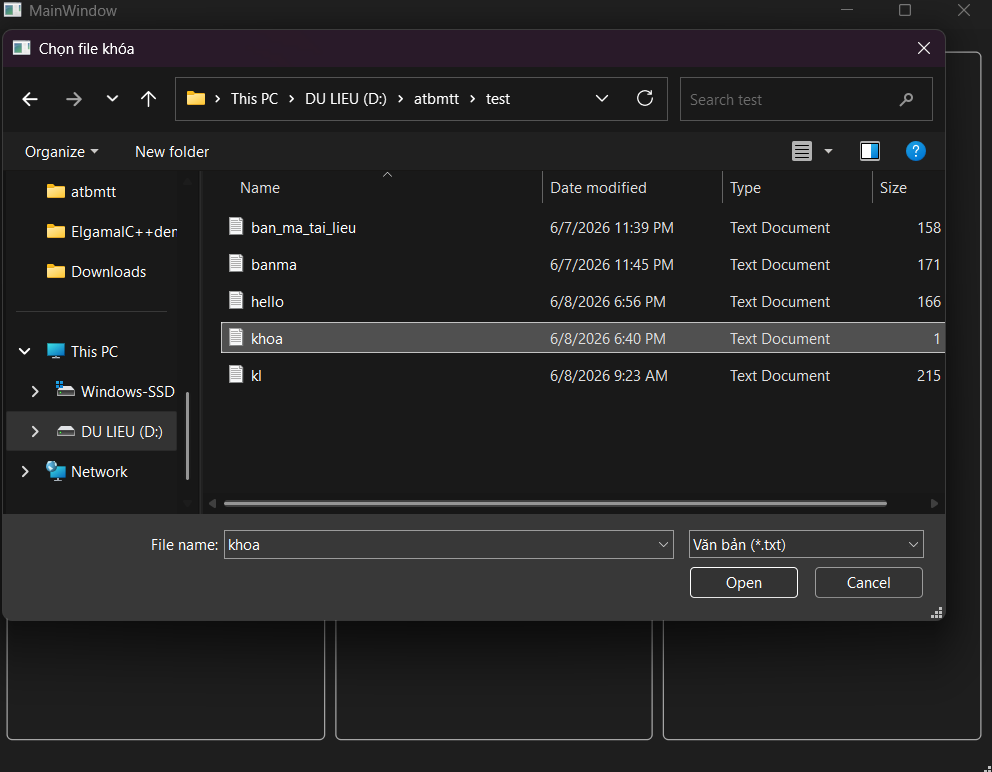 MainWindow
Chọn file khóa
This PC > DU LIEU (D:) > atbmtt > test
Search test
Organize
New folder
?
atbmtt
ElgamalC++der
Downloads
This PC
Windows-SSD
DU LIEU (D:)
Network
Name Date modified Type Size
ban_ma_tai_lieu 6/7/2026 11:39 PM Text Document 158
banma 6/7/2026 11:45 PM Text Document 171
hello 6/8/2026 6:56 PM Text Document 166
khoa 6/8/2026 6:40 PM Text Document 1
kl 6/8/2026 9:23 AM Text Document 215
File name: khoa
Văn bản (*.txt)
Open
Cancel